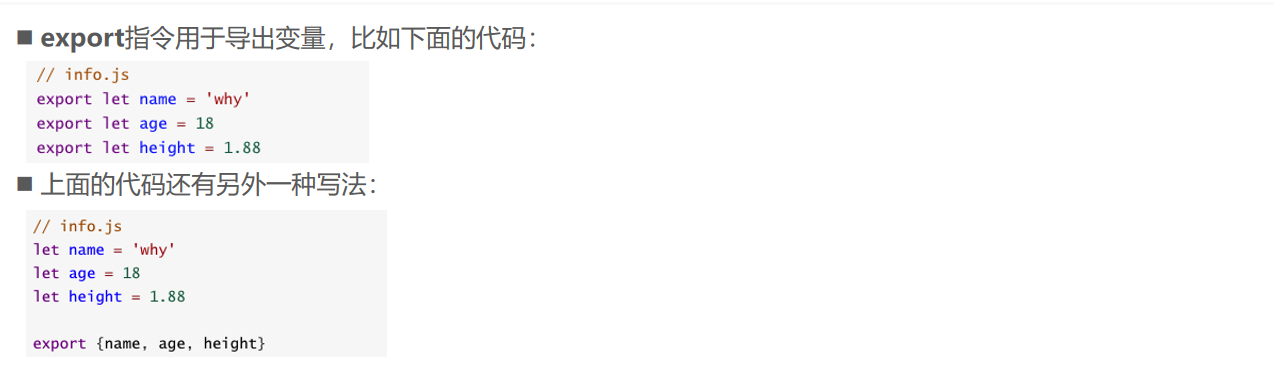 ■ export指令用于导出变量，比如下面的代码：
// info.js
export let name = 'why'
export let age = 18
export let height = 1.88
■ 上面的代码还有另外一种写法：
// info.js
let name = 'why'
let age = 18
let height = 1.88
export {name, age, height}